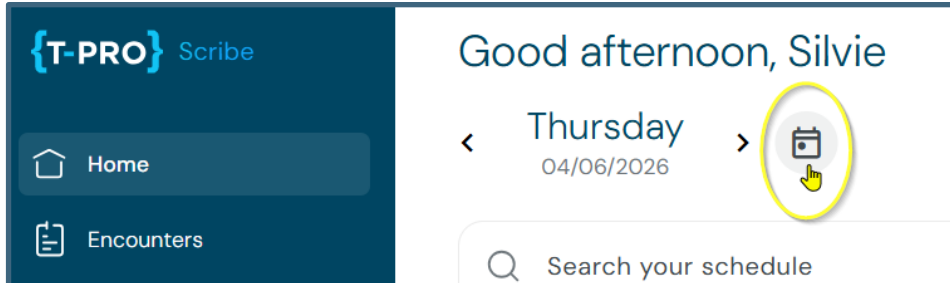 {T-PRO} Scribe
Home
Encounters
Good afternoon, Silvie
Thursday
04/06/2026
Search your schedule